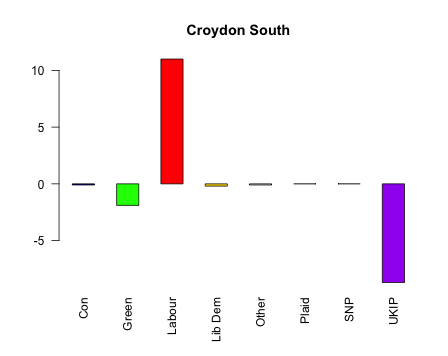 Croydon South
10
5
0
-5
Con
Green
Labour
Lib Dem
Other
Plaid
SNP
UKIP